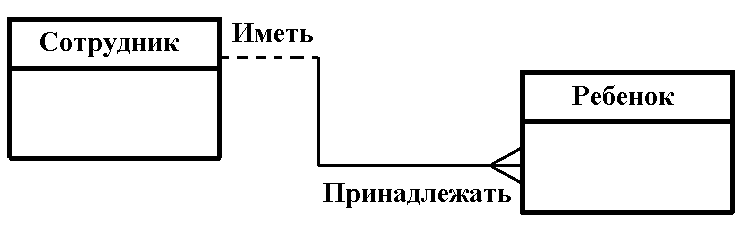 Сотрудник
Иметь
Ребенок
Принадлежать